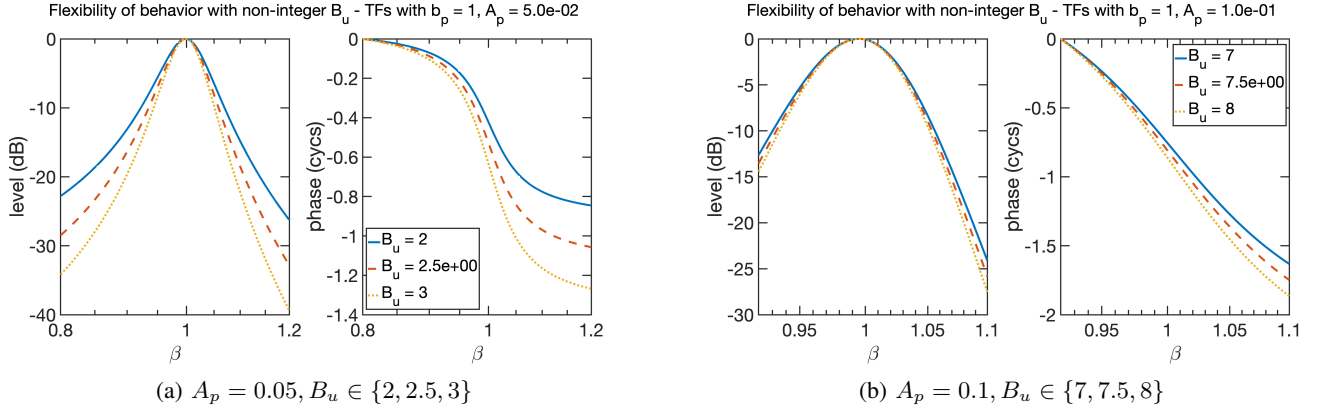 Flexibility of behavior with non-integer B_u - TFs with b_p = 1, A_p = 5.0e-02
level (dB)
0
-10
-20
-30
-40
0.8
1
1.2
β
phase (cycs)
0
-0.2
-0.4
-0.6
-0.8
-1
-1.2
-1.4
0.8
1
1.2
β
B_u = 2
B_u = 2.5e+00
B_u = 3
(a) A_p = 0.05, B_u ∈ {2, 2.5, 3}
Flexibility of behavior with non-integer B_u - TFs with b_p = 1, A_p = 1.0e-01
level (dB)
0
-5
-10
-15
-20
-25
-30
0.95
1
1.05
1.1
β
phase (cycs)
0
-0.5
-1
-1.5
-2
0.95
1
1.05
1.1
β
B_u = 7
B_u = 7.5e+00
B_u = 8
(b) A_p = 0.1, B_u ∈ {7, 7.5, 8}